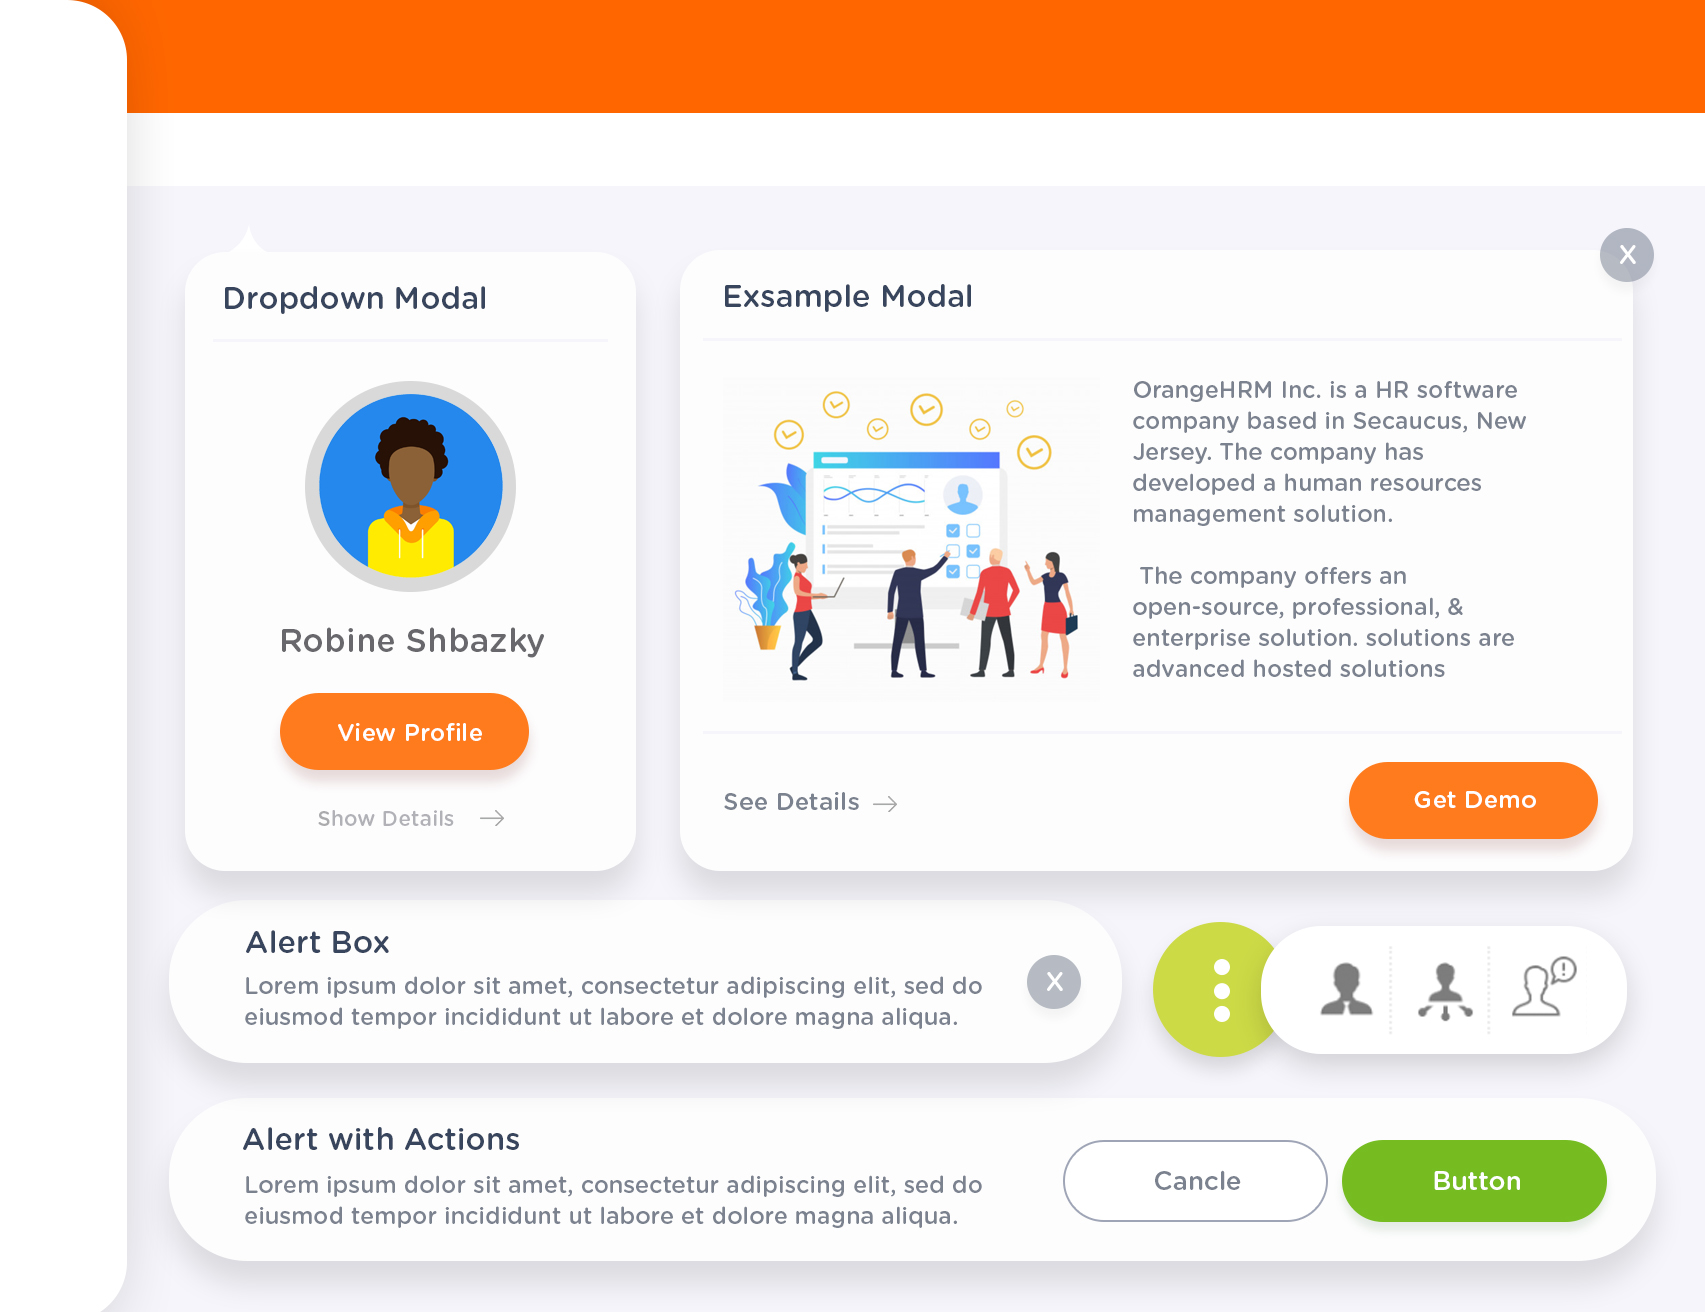 X
Dropdown Modal
Robine Shbazky
View Profile
Show Details
Exsample Modal
OrangeHRM Inc. is a HR software
company based in Secaucus, New
Jersey. The company has
developed a human resources
management solution.
The company offers an
open-source, professional, &
enterprise solution. solutions are
advanced hosted solutions
See Details
Get Demo
Alert Box
Lorem ipsum dolor sit amet, consectetur adipiscing elit, sed do
eiusmod tempor incididunt ut labore et dolore magna aliqua.
X
Alert with Actions
Lorem ipsum dolor sit amet, consectetur adipiscing elit, sed do
eiusmod tempor incididunt ut labore et dolore magna aliqua.
Cancle
Button